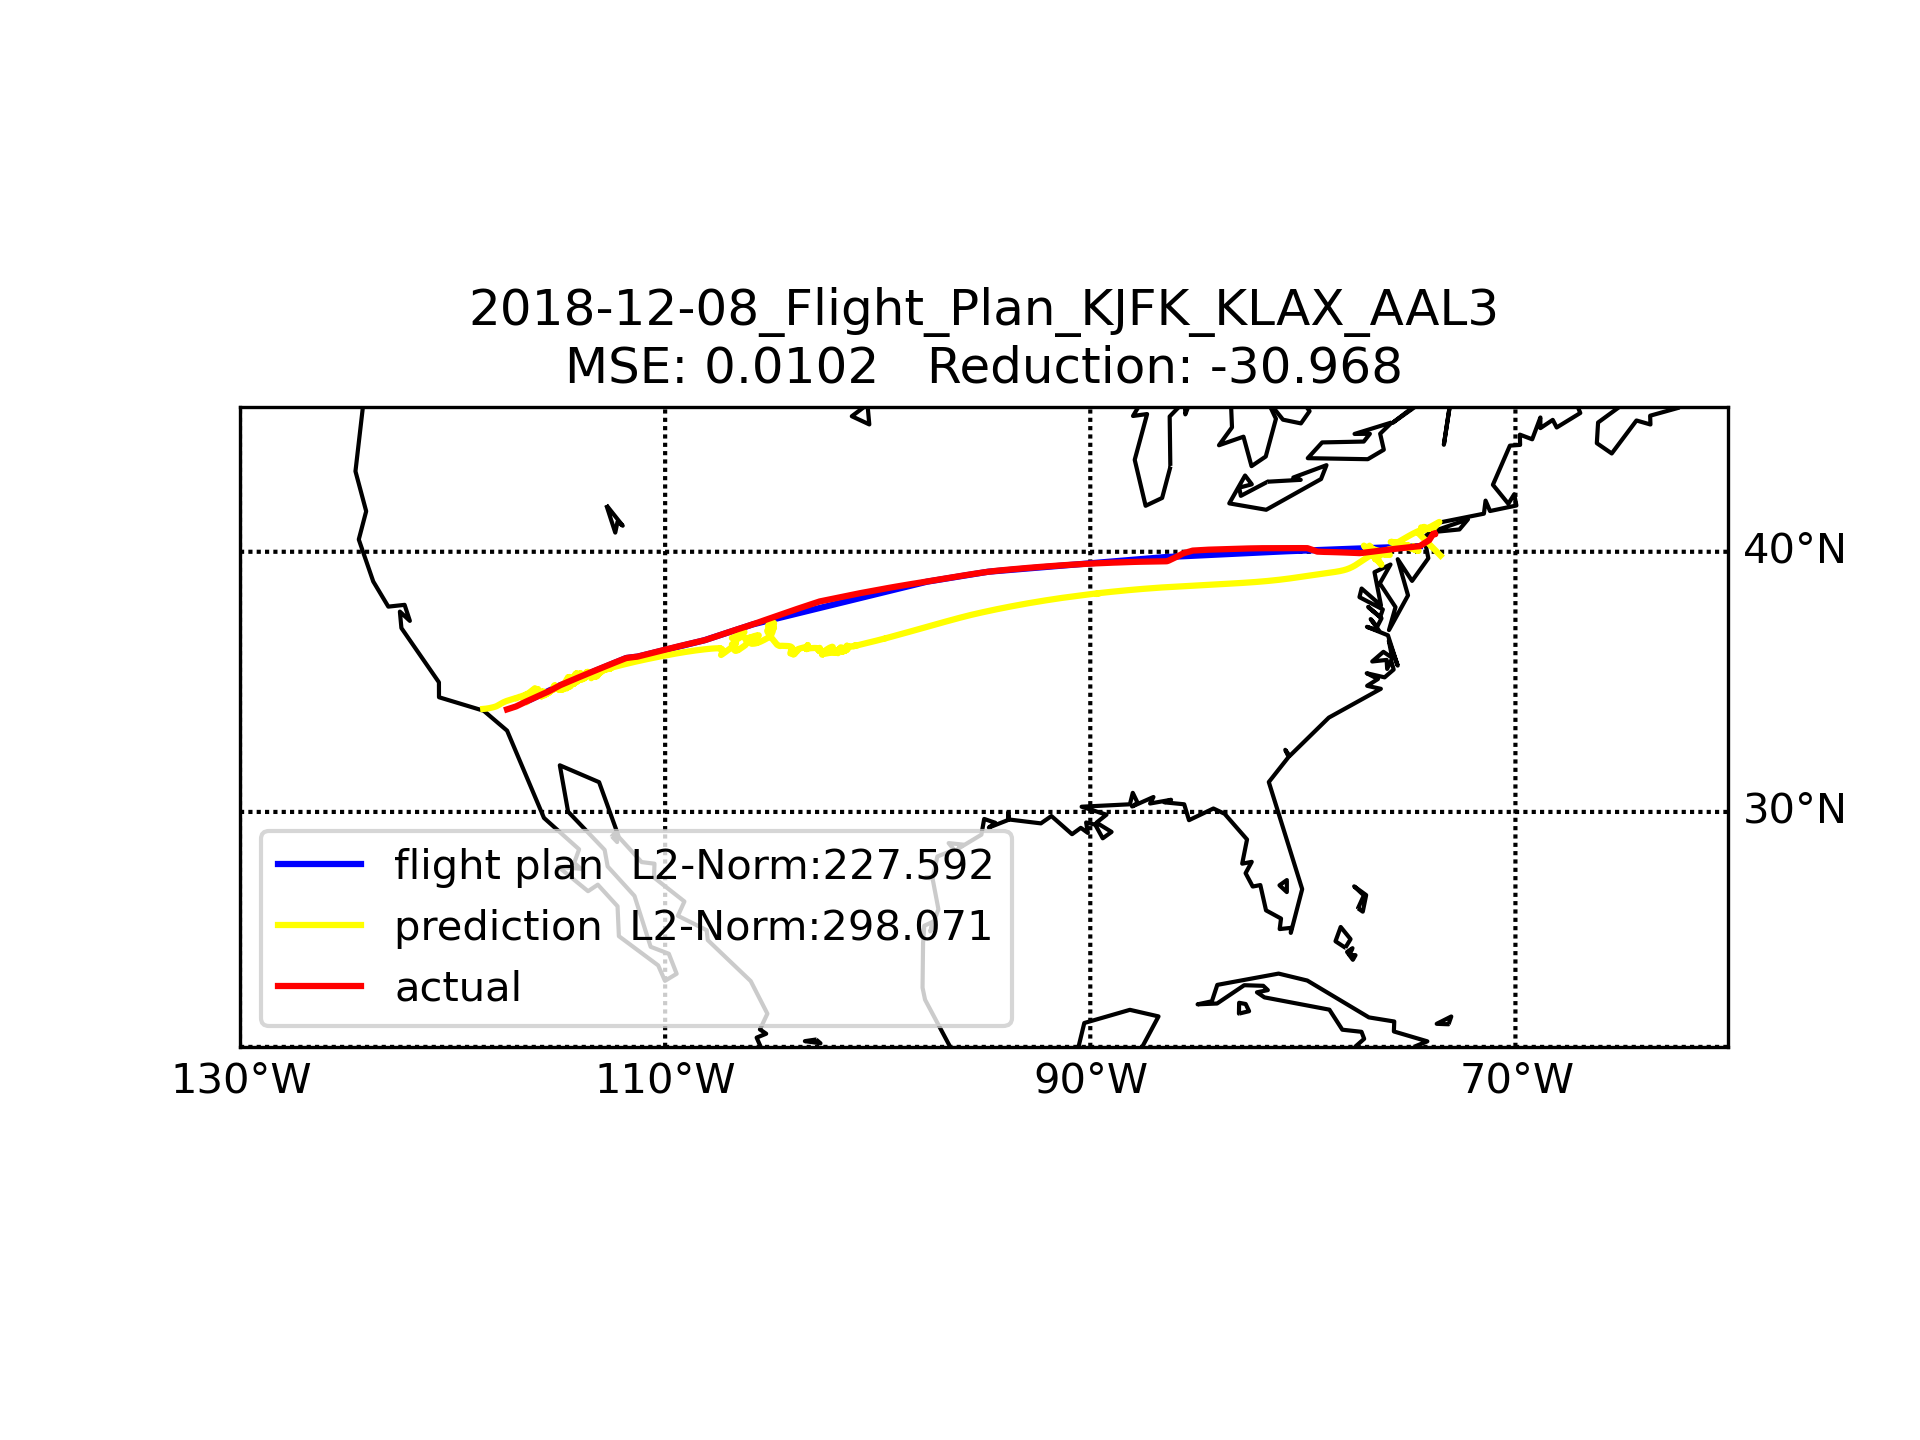 2018-12-08_Flight_Plan_KJFK_KLAX_AAL3
MSE: 0.0102   Reduction: -30.968
40°N
30°N
flight plan  L2-Norm:227.592
prediction  L2-Norm:298.071
actual
130°W 110°W 90°W 70°W